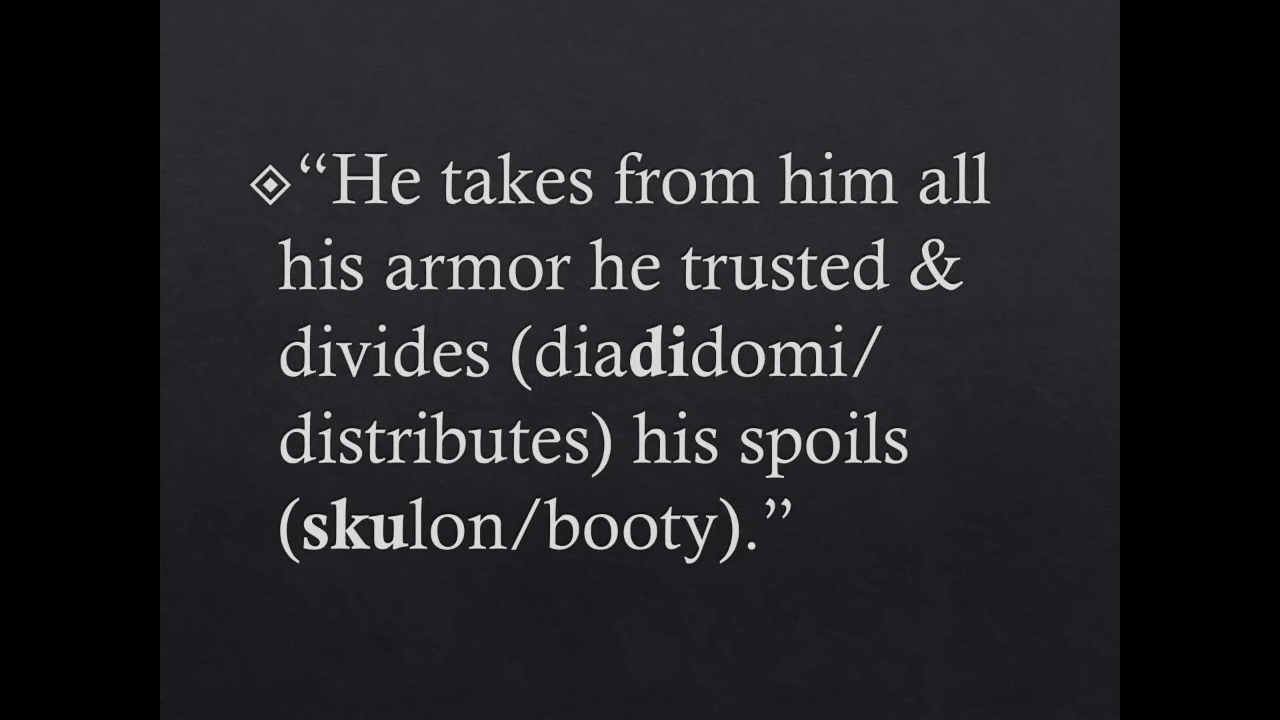 “He takes from him all
his armor he trusted &
divides (diadidomi/
distributes) his spoils
(skulon/booty).”